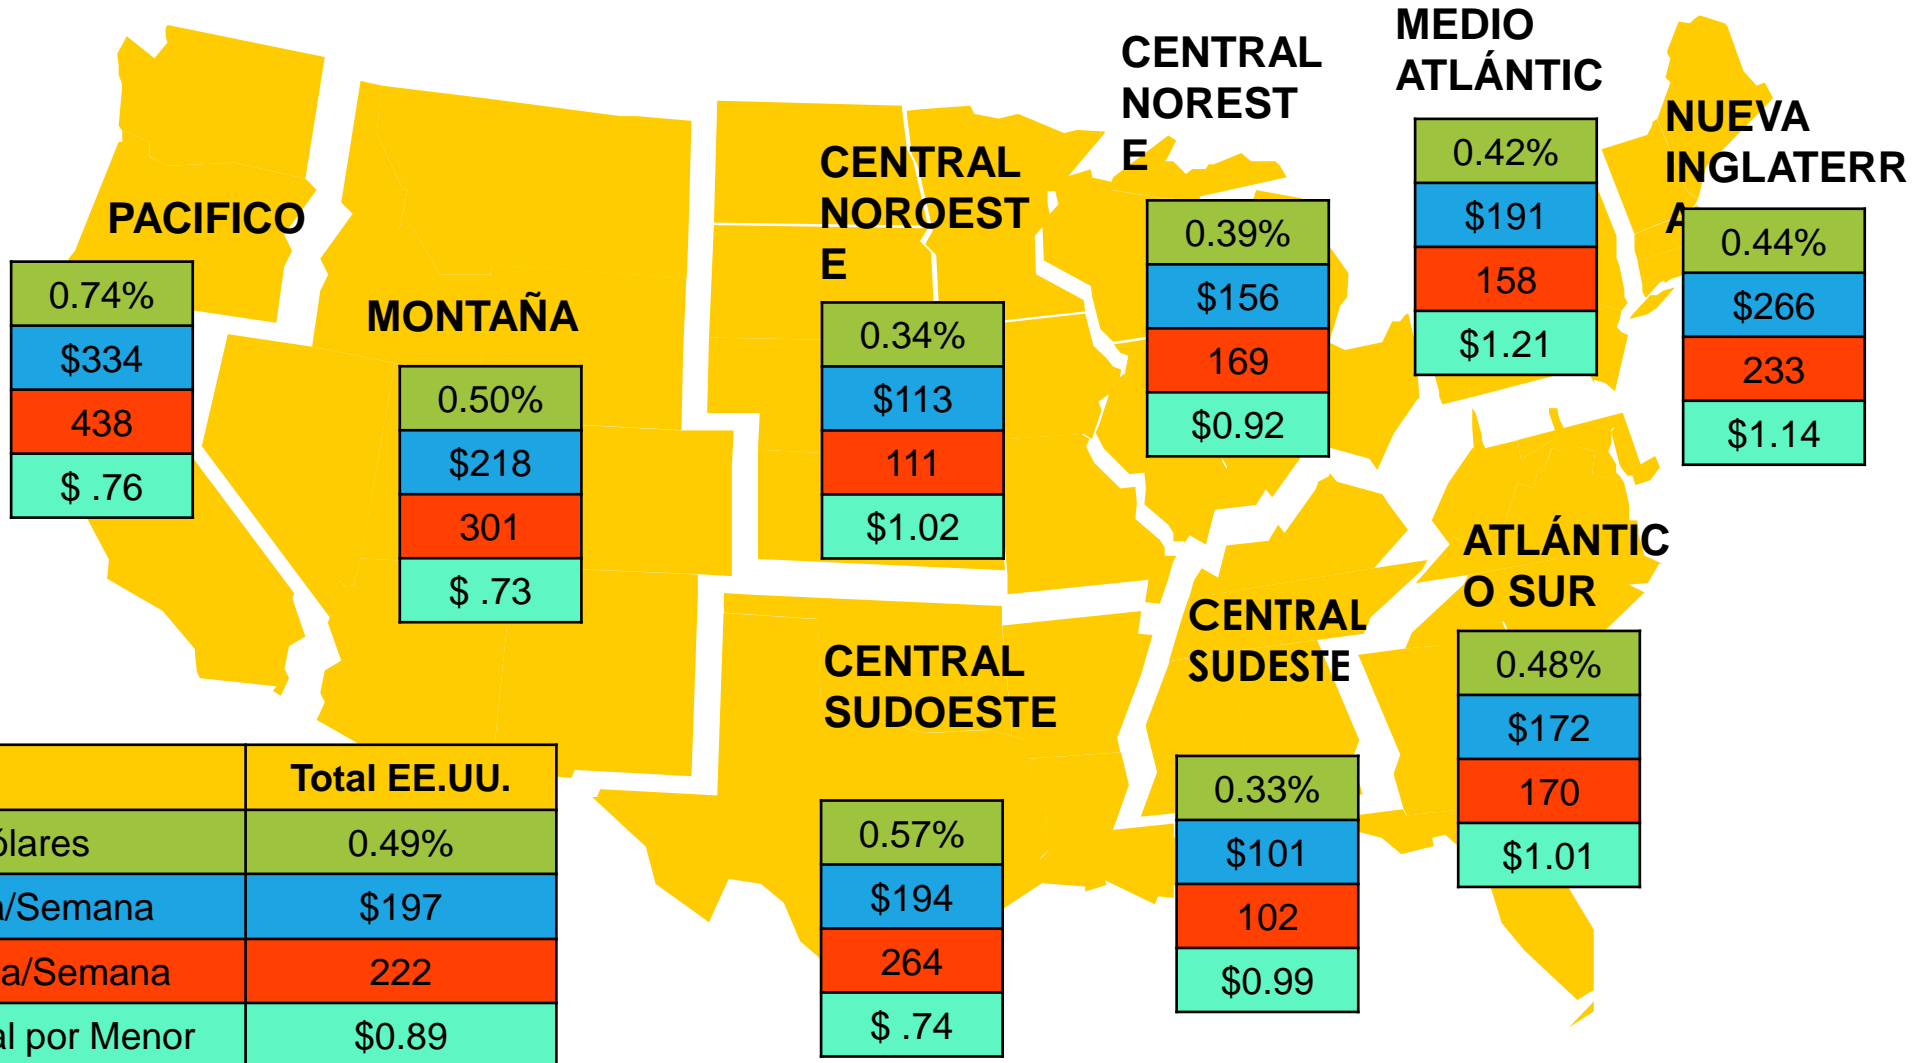 MEDIO
ATLÁNTIC
0.42%
$191
158
$1.21
CENTRAL
NOREST
E
0.39%
$156
169
$0.92
NUEVA
INGLATERR
A
0.44%
$266
233
$1.14
CENTRAL
NOROEST
E
0.34%
$113
111
$1.02
PACIFICO
0.74%
$334
438
$ .76
MONTAÑA
0.50%
$218
301
$ .73
ATLÁNTIC
O SUR
0.48%
$172
170
$1.01
CENTRAL
SUDESTE
0.33%
$101
102
$0.99
CENTRAL
SUDOESTE
0.57%
$194
264
$ .74
Total EE.UU.
ólares 0.49%
a/Semana $197
a/Semana 222
al por Menor $0.89